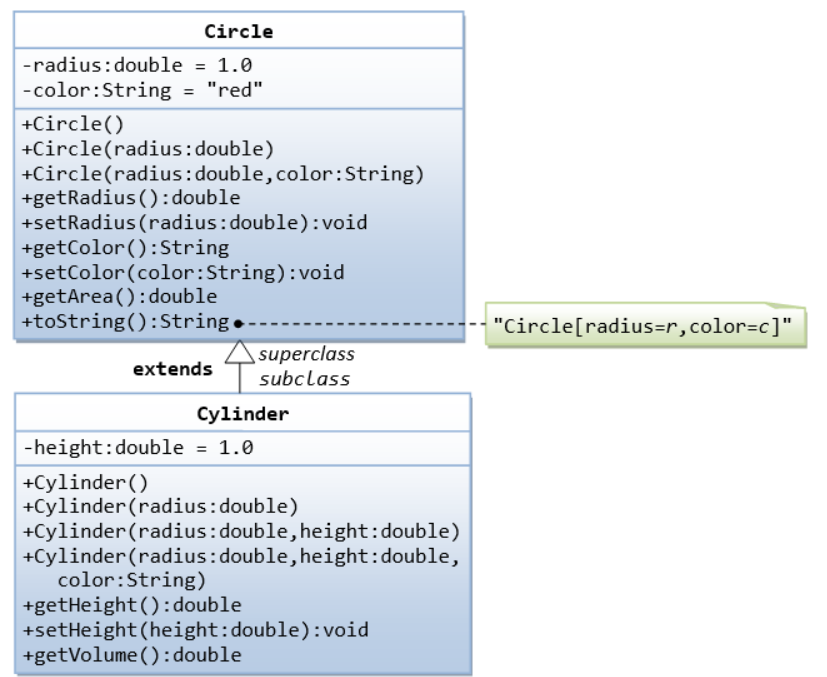 Circle
-radius:double = 1.0
-color:String = "red"
+Circle()
+Circle(radius:double)
+Circle(radius:double,color:String)
+getRadius():double
+setRadius(radius:double):void
+getColor():String
+setColor(color:String):void
+getArea():double
+toString():String
"Circle[radius=r,color=c]"
superclass
extends
subclass
Cylinder
-height:double = 1.0
+Cylinder()
+Cylinder(radius:double)
+Cylinder(radius:double,height:double)
+Cylinder(radius:double,height:double,
color:String)
+getHeight():double
+setHeight(height:double):void
+getVolume():double